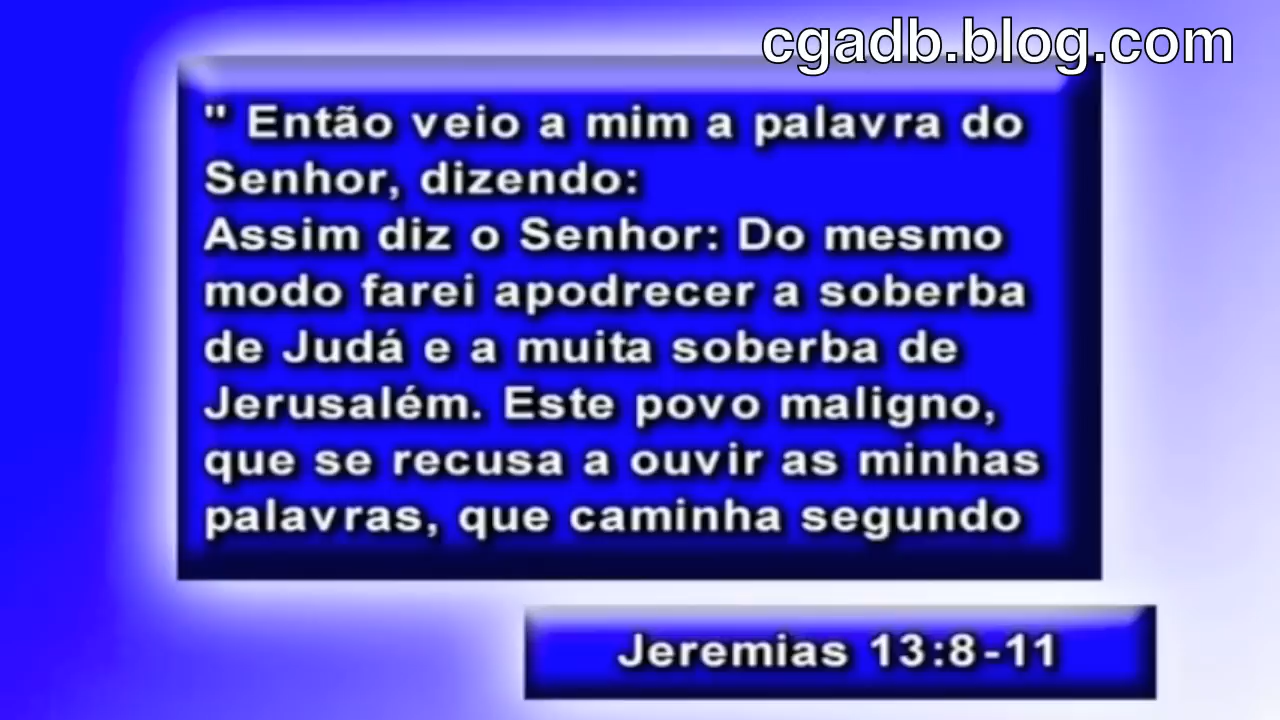 cgadb.blog.com
" Então veio a mim a palavra do
Senhor, dizendo:
Assim diz o Senhor: Do mesmo
modo farei apodrecer a soberba
de Judá e a muita soberba de
Jerusalém. Este povo maligno,
que se recusa a ouvir as minhas
palavras, que caminha segundo
Jeremias 13:8-11